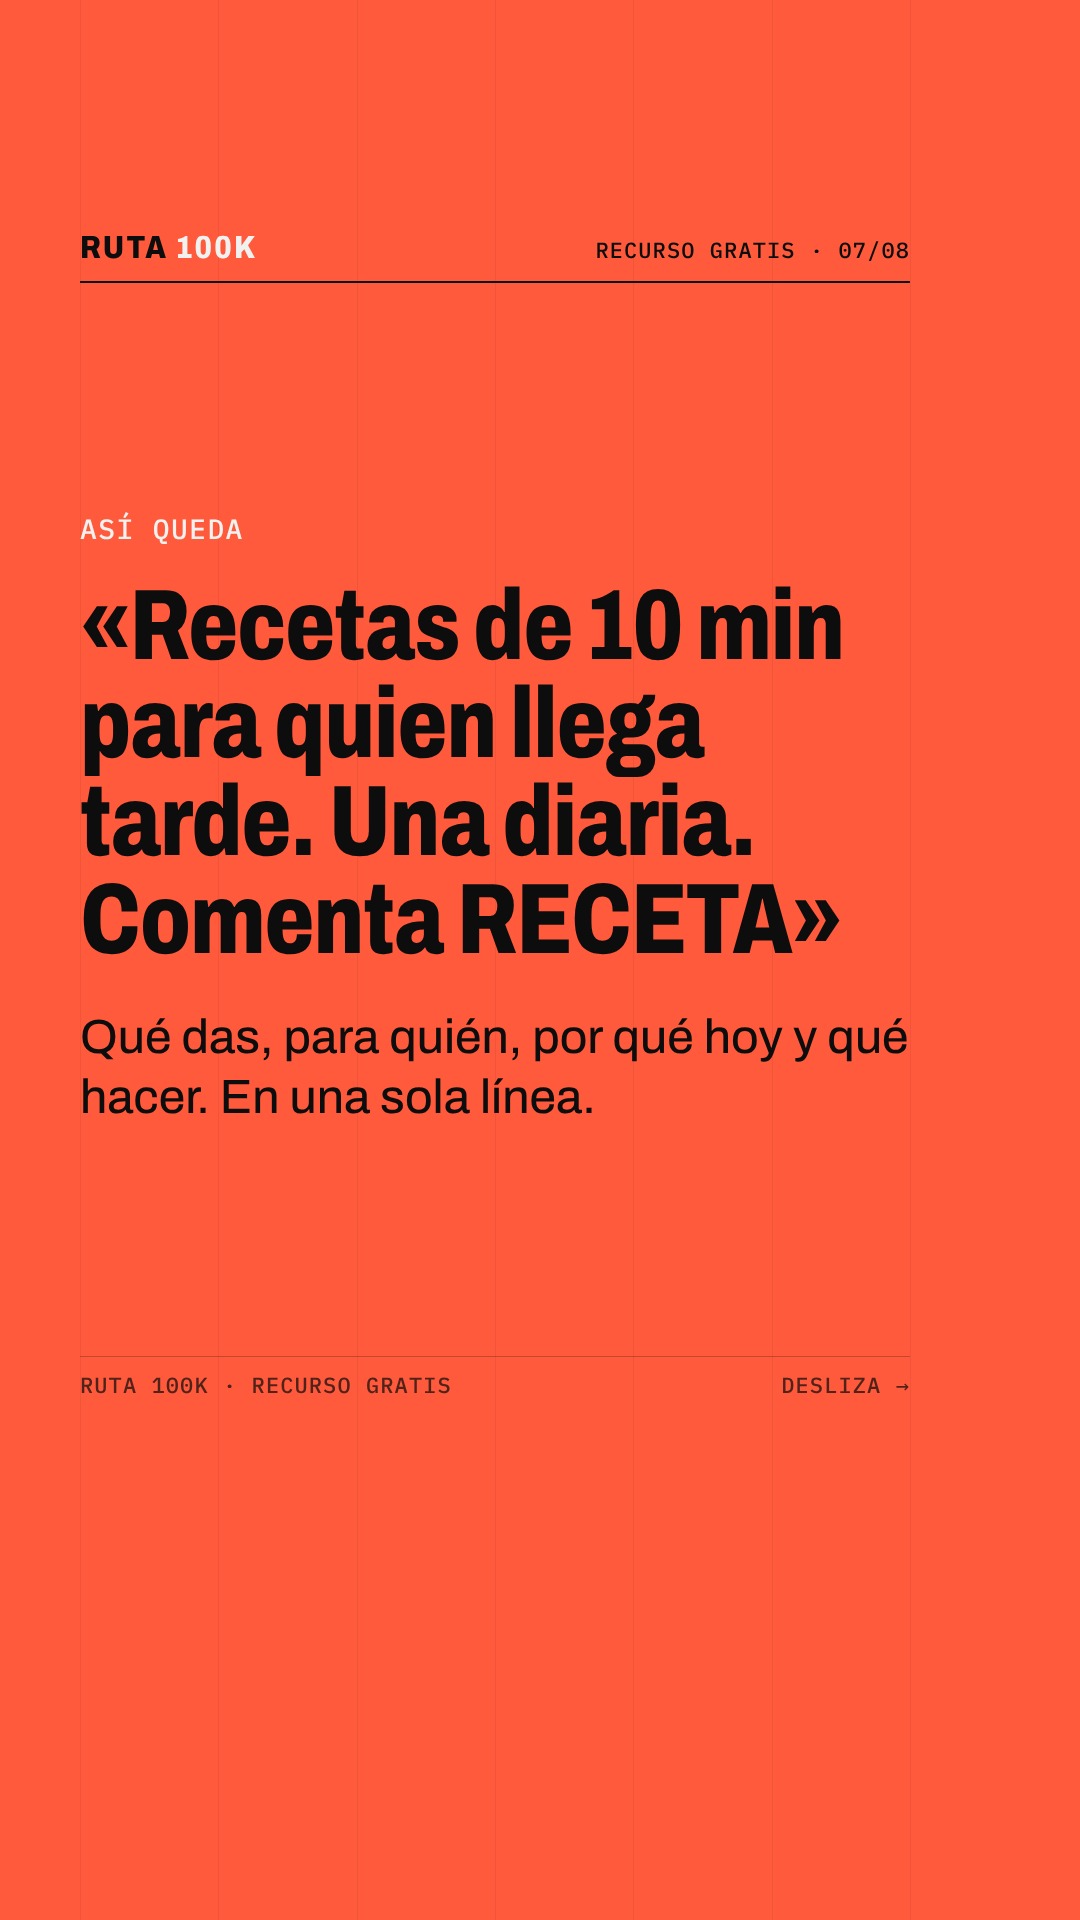 RUTA 100K
RECURSO GRATIS · 07/08
ASÍ QUEDA
«Recetas de 10 min
para quien llega
tarde. Una diaria.
Comenta RECETA»
Qué das, para quién, por qué hoy y qué
hacer. En una sola línea.
RUTA 100K · RECURSO GRATIS
DESLIZA →